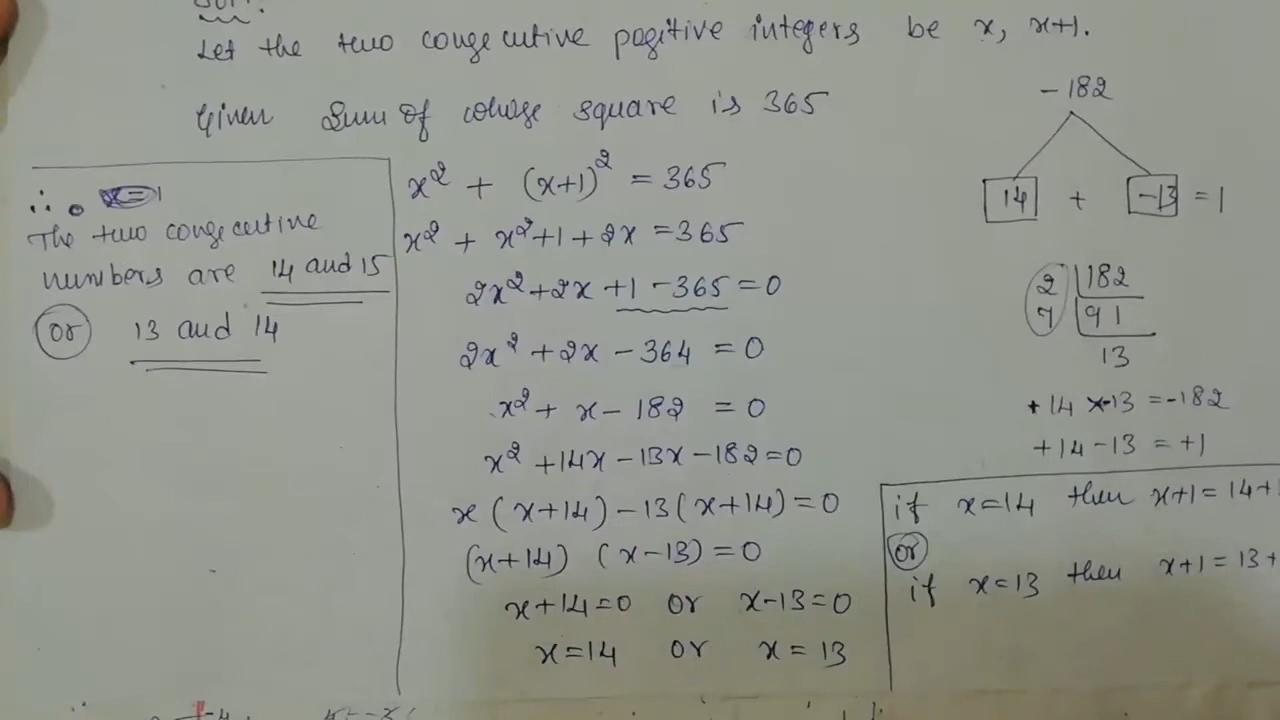 Soln.
Let the two consecutive positive integers be x, x+1.
Given Sum of whose square is 365
x² + (x+1)² = 365
x² + x²+1+2x = 365
2x²+2x+1-365=0
2x²+2x-364=0
x²+x-182=0
x²+14x-13x-182=0
x(x+14)-13(x+14)=0
(x+14) (x-13)=0
x+14=0 or x-13=0
x=14 or x=13
∴ x=1
The two consecutive
numbers are 14 and 15
or 13 and 14
-182
14 + -13 = 1
2 182
7 91
13
+14 x-13 = -182
+14-13 = +1
if x=14 then x+1=14+
or
if x=13 then x+1=13+